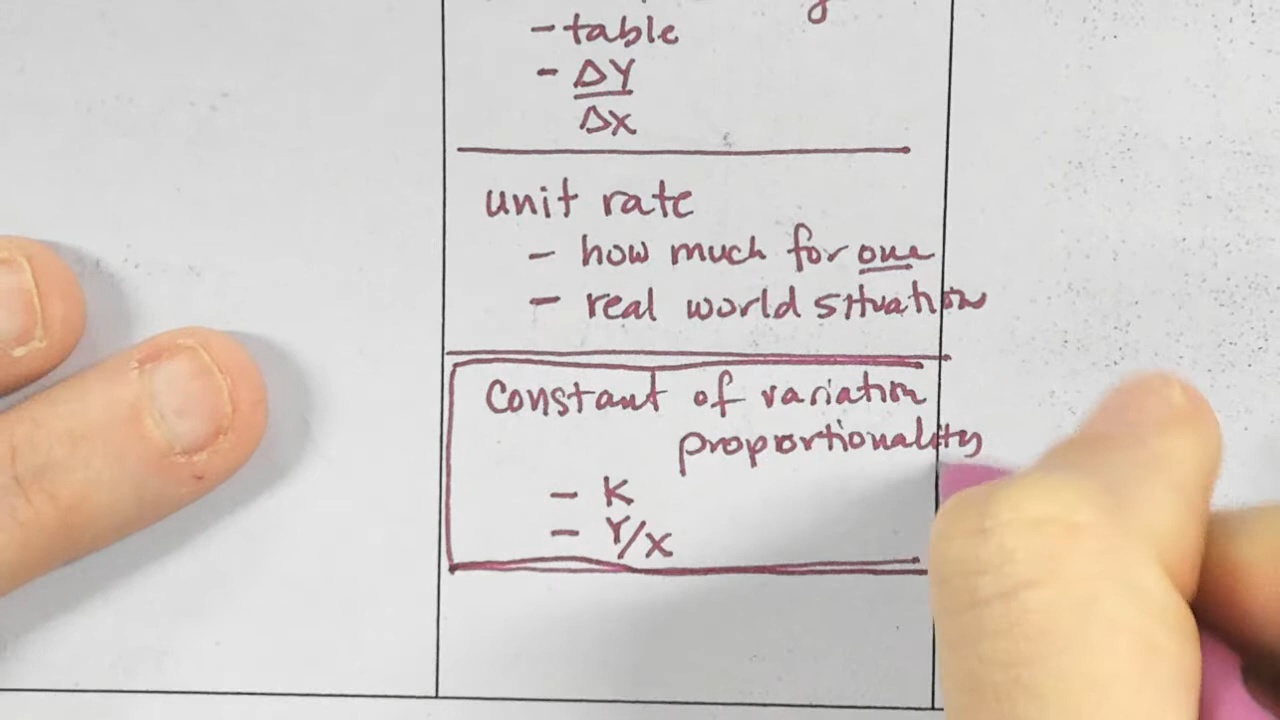 - table
- ΔY
ΔX
unit rate
- how much for one
- real world situation
Constant of variation
proportionality
- K
- Y/X